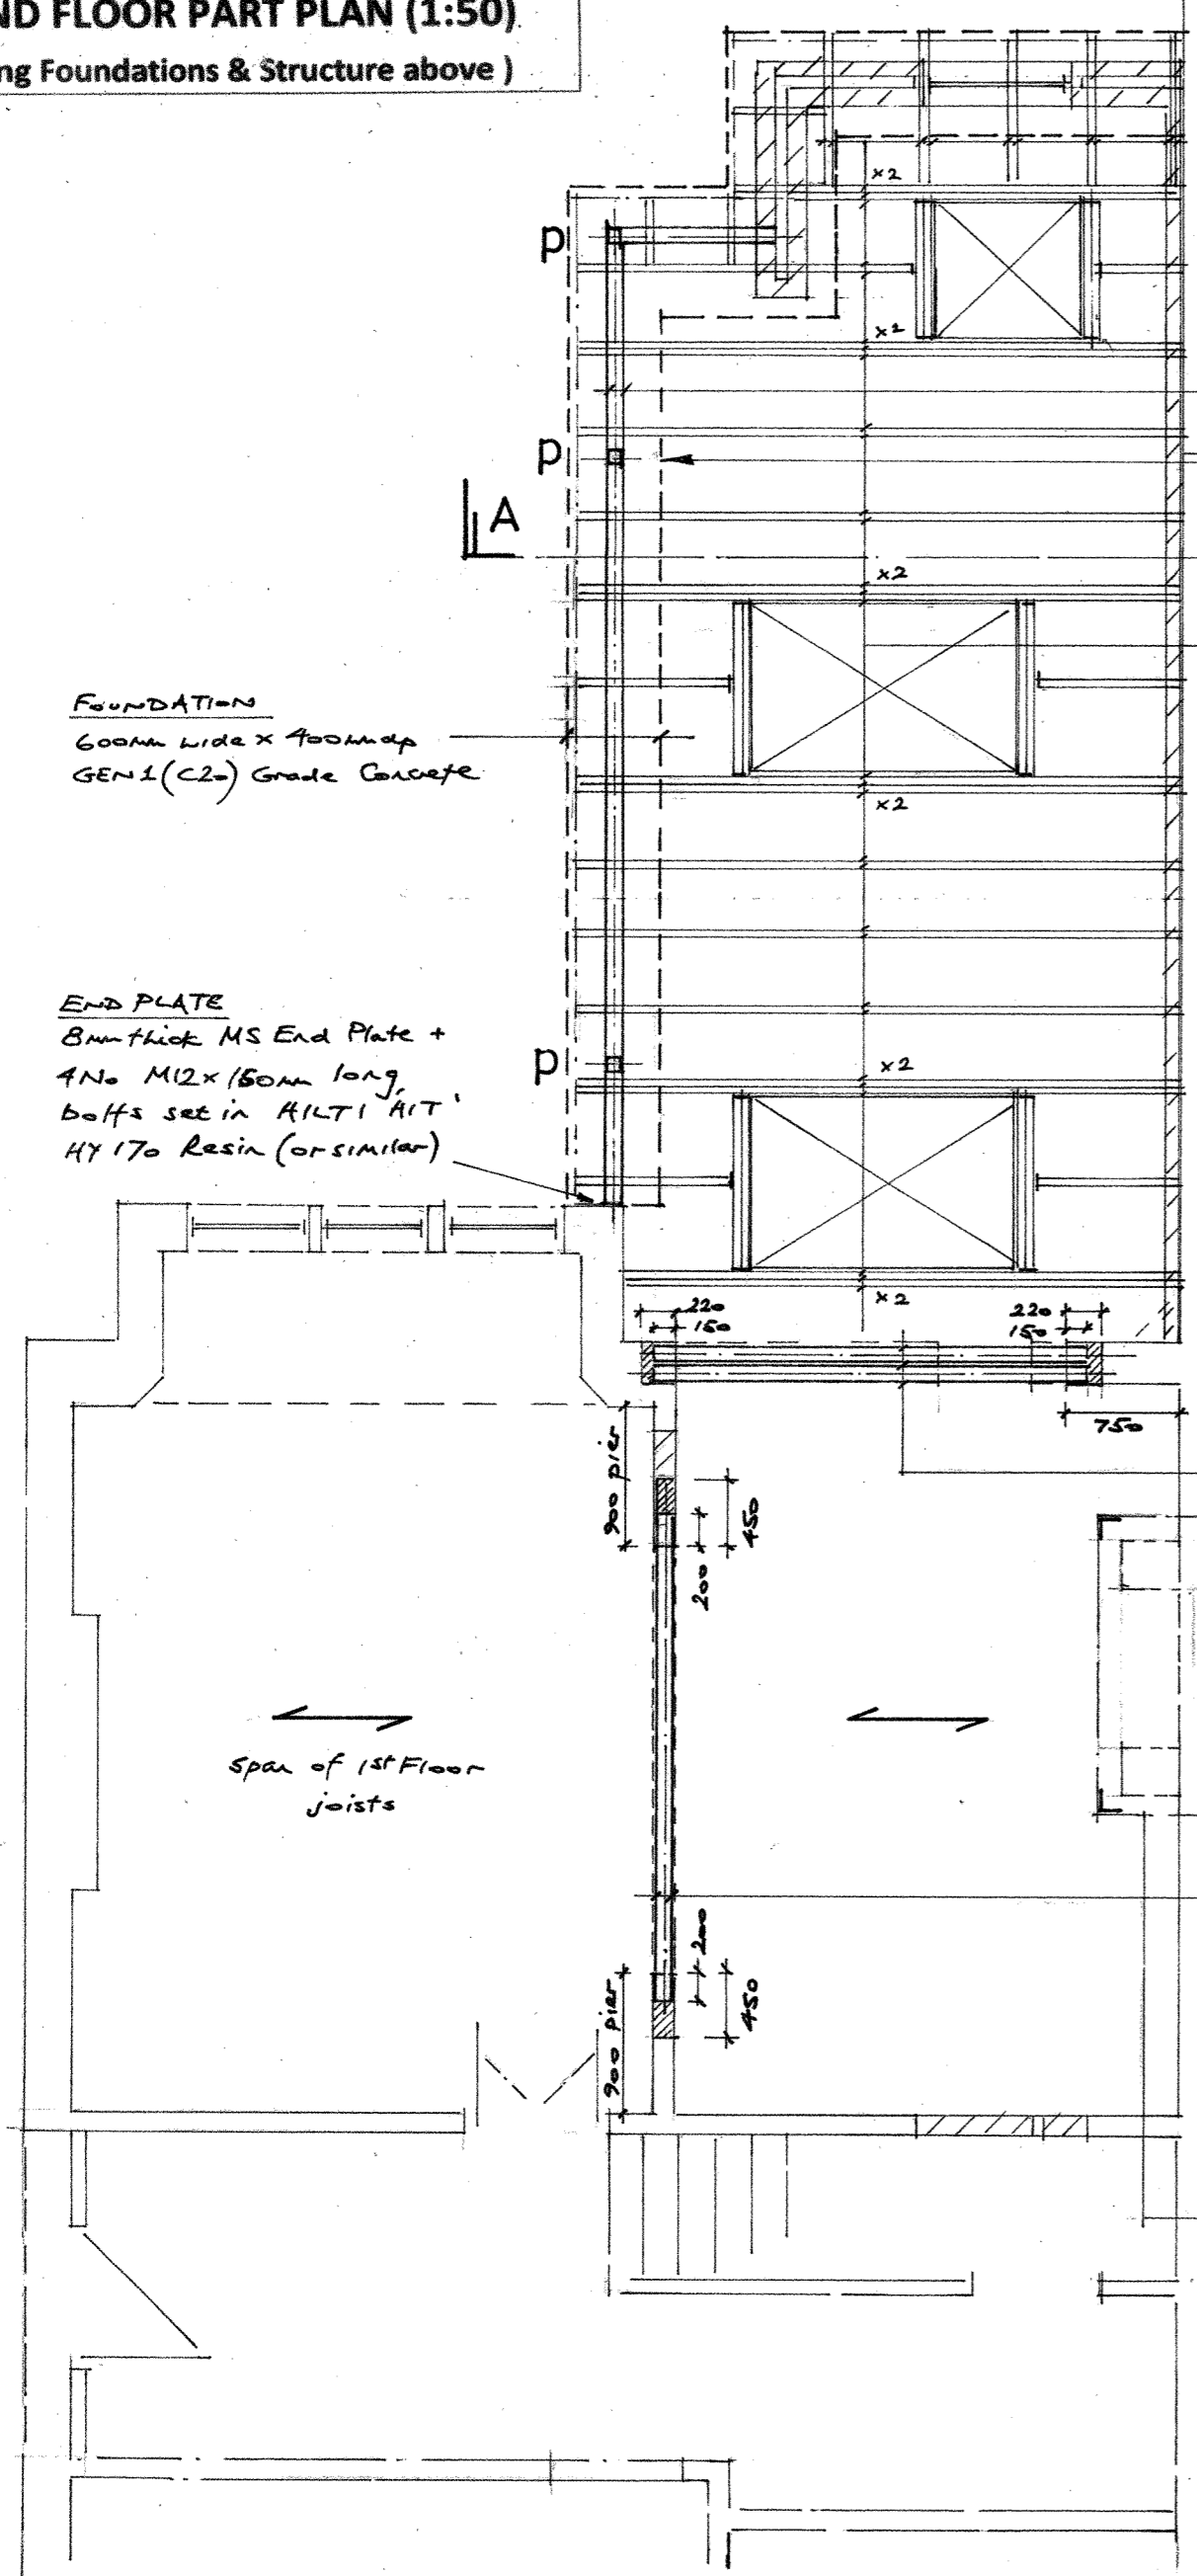 ND FLOOR PART PLAN (1:50)
ng Foundations & Structure above )
x2
p
x2
p
A
x2
FOUNDATION
600mm wide x 400mm dp
GEN1 (C20) Grade Concrete
x2
END PLATE
8mm thick MS End Plate +
4No M12 x 150mm long
bolts set in HILTI 'HIT'
HY 170 Resin (or similar)
p
x2
x2
220
150
220
150
750
900 pier
450
200
span of 1st Floor
joists
200
450
900 pier